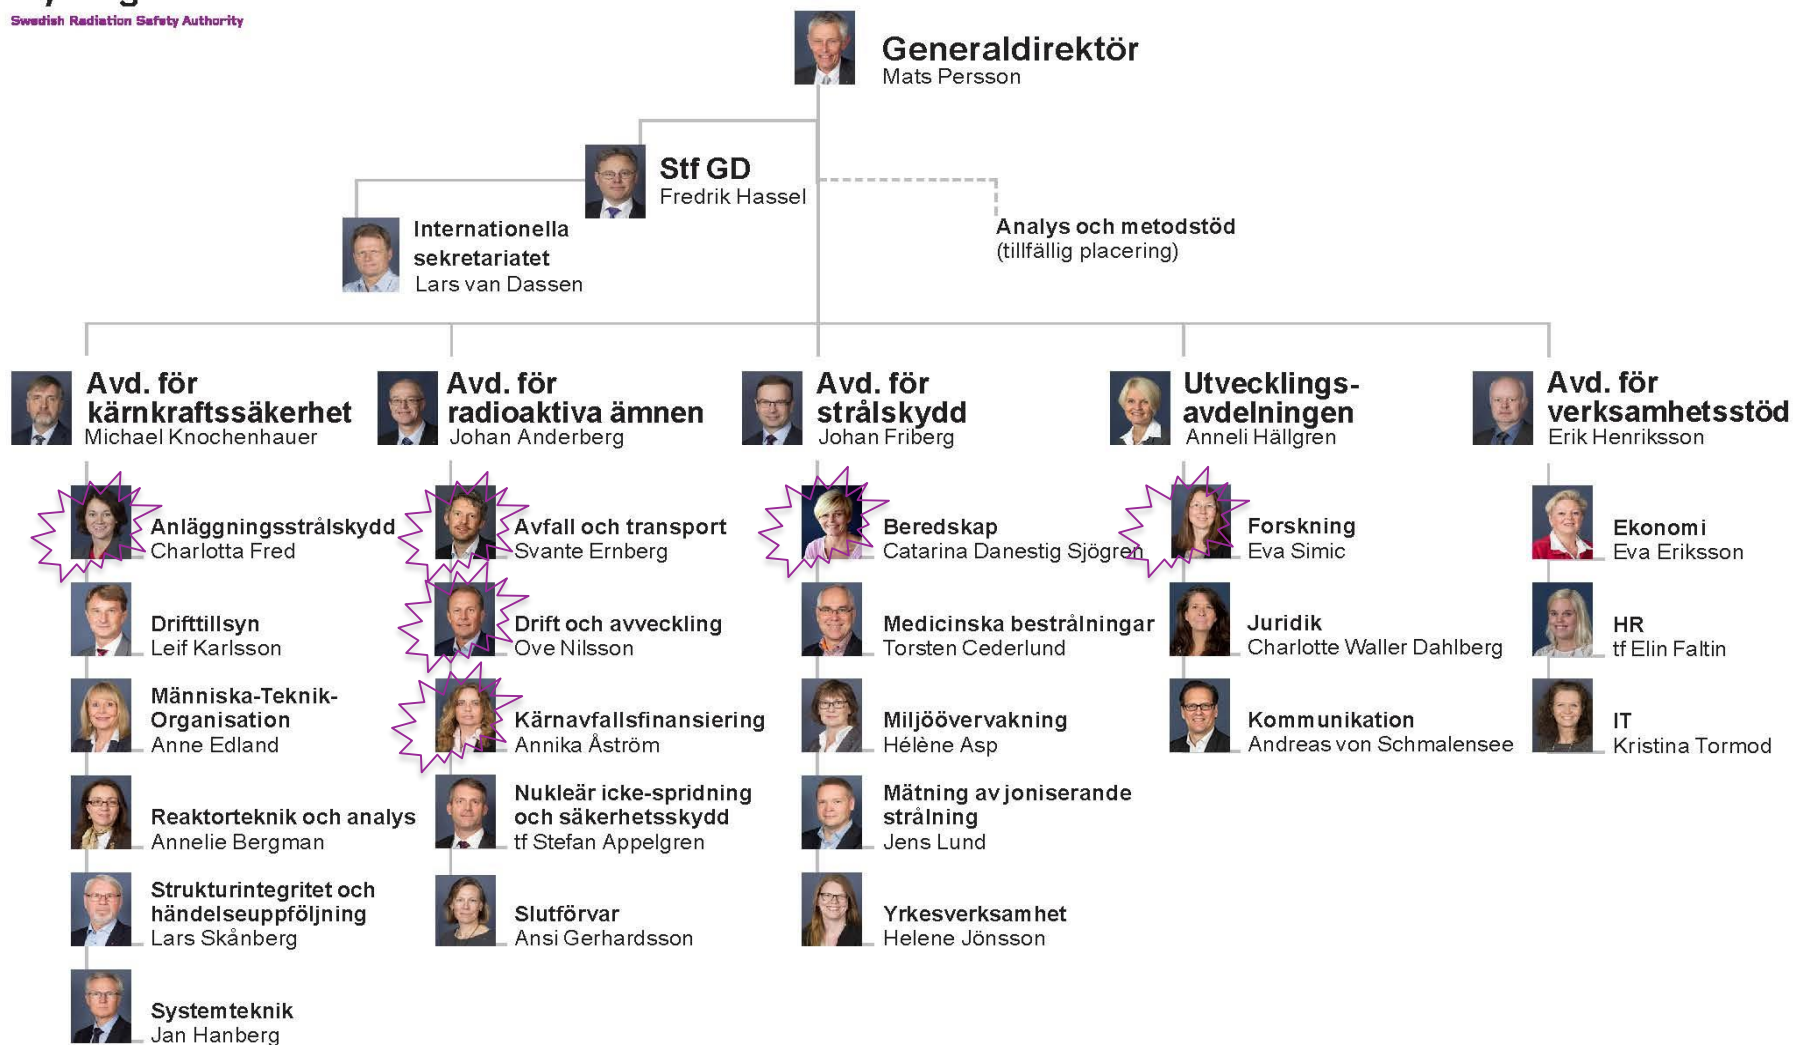 Swedish Radiation Safety Authority
Generaldirektör
Mats Persson
Stf GD
Fredrik Hassel
Internationella
sekretariatet
Lars van Dassen
Analys och metodstöd
(tillfällig placering)
Avd. för
kärnkraftssäkerhet
Michael Knochenhauer
Avd. för
radioaktiva ämnen
Johan Anderberg
Avd. för
strålskydd
Johan Friberg
Utvecklings-
avdelningen
Anneli Hällgren
Avd. för
verksamhetsstöd
Erik Henriksson
Anläggningsstrålskydd
Charlotta Fred
Drifttillsyn
Leif Karlsson
Människa-Teknik-
Organisation
Anne Edland
Reaktorteknik och analys
Annelie Bergman
Strukturintegritet och
händelseuppföljning
Lars Skånberg
Systemteknik
Jan Hanberg
Avfall och transport
Svante Ernberg
Drift och avveckling
Ove Nilsson
Kärnavfallsfinansiering
Annika Åström
Nukleär icke-spridning
och säkerhetsskydd
tf Stefan Appelgren
Slutförvar
Ansi Gerhardsson
Beredskap
Catarina Danestig Sjögren
Medicinska bestrålningar
Torsten Cederlund
Miljöövervakning
Hélène Asp
Mätning av joniserande
strålning
Jens Lund
Yrkesverksamhet
Helene Jönsson
Forskning
Eva Simic
Juridik
Charlotte Waller Dahlberg
Kommunikation
Andreas von Schmalensee
Ekonomi
Eva Eriksson
HR
tf Elin Faltin
IT
Kristina Tormod